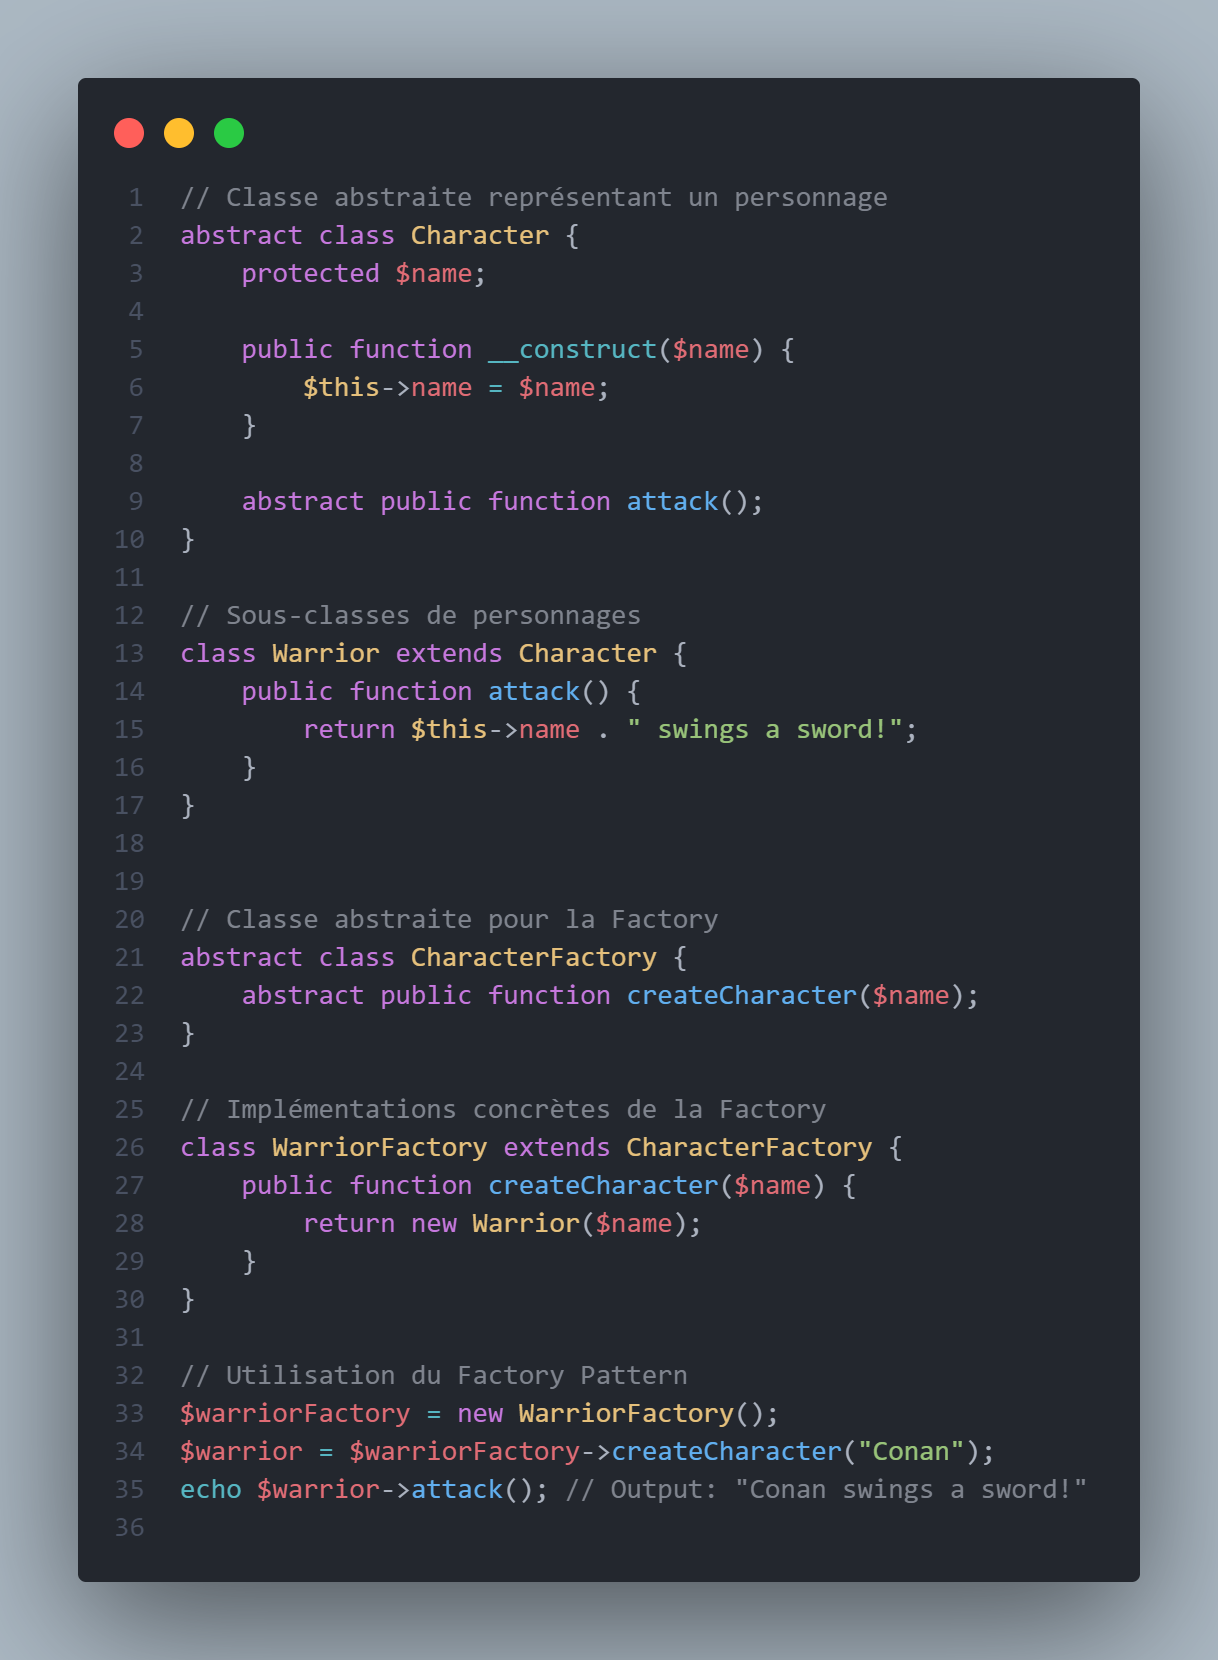 1 // Classe abstraite représentant un personnage
2 abstract class Character {
3     protected $name;
4
5     public function __construct($name) {
6         $this->name = $name;
7     }
8
9     abstract public function attack();
10 }
11
12 // Sous-classes de personnages
13 class Warrior extends Character {
14     public function attack() {
15         return $this->name . " swings a sword!";
16     }
17 }
18
19
20 // Classe abstraite pour la Factory
21 abstract class CharacterFactory {
22     abstract public function createCharacter($name);
23 }
24
25 // Implémentations concrètes de la Factory
26 class WarriorFactory extends CharacterFactory {
27     public function createCharacter($name) {
28         return new Warrior($name);
29     }
30 }
31
32 // Utilisation du Factory Pattern
33 $warriorFactory = new WarriorFactory();
34 $warrior = $warriorFactory->createCharacter("Conan");
35 echo $warrior->attack(); // Output: "Conan swings a sword!"
36